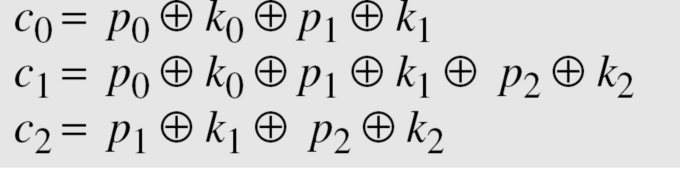 c₀ = p₀ ⊕ k₀ ⊕ p₁ ⊕ k₁
c₁ = p₀ ⊕ k₀ ⊕ p₁ ⊕ k₁ ⊕ p₂ ⊕ k₂
c₂ = p₁ ⊕ k₁ ⊕ p₂ ⊕ k₂